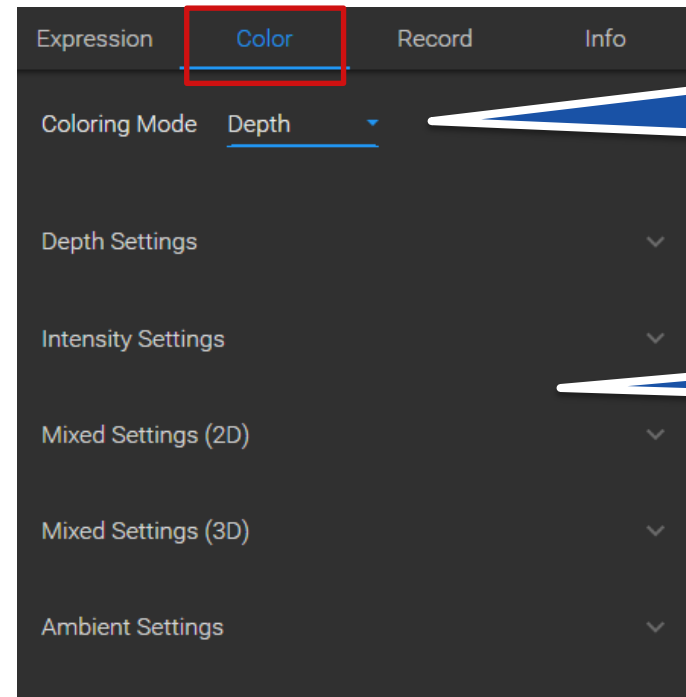 Expression Color Record Info
Coloring Mode Depth
Depth Settings
Intensity Settings
Mixed Settings (2D)
Mixed Settings (3D)
Ambient Settings